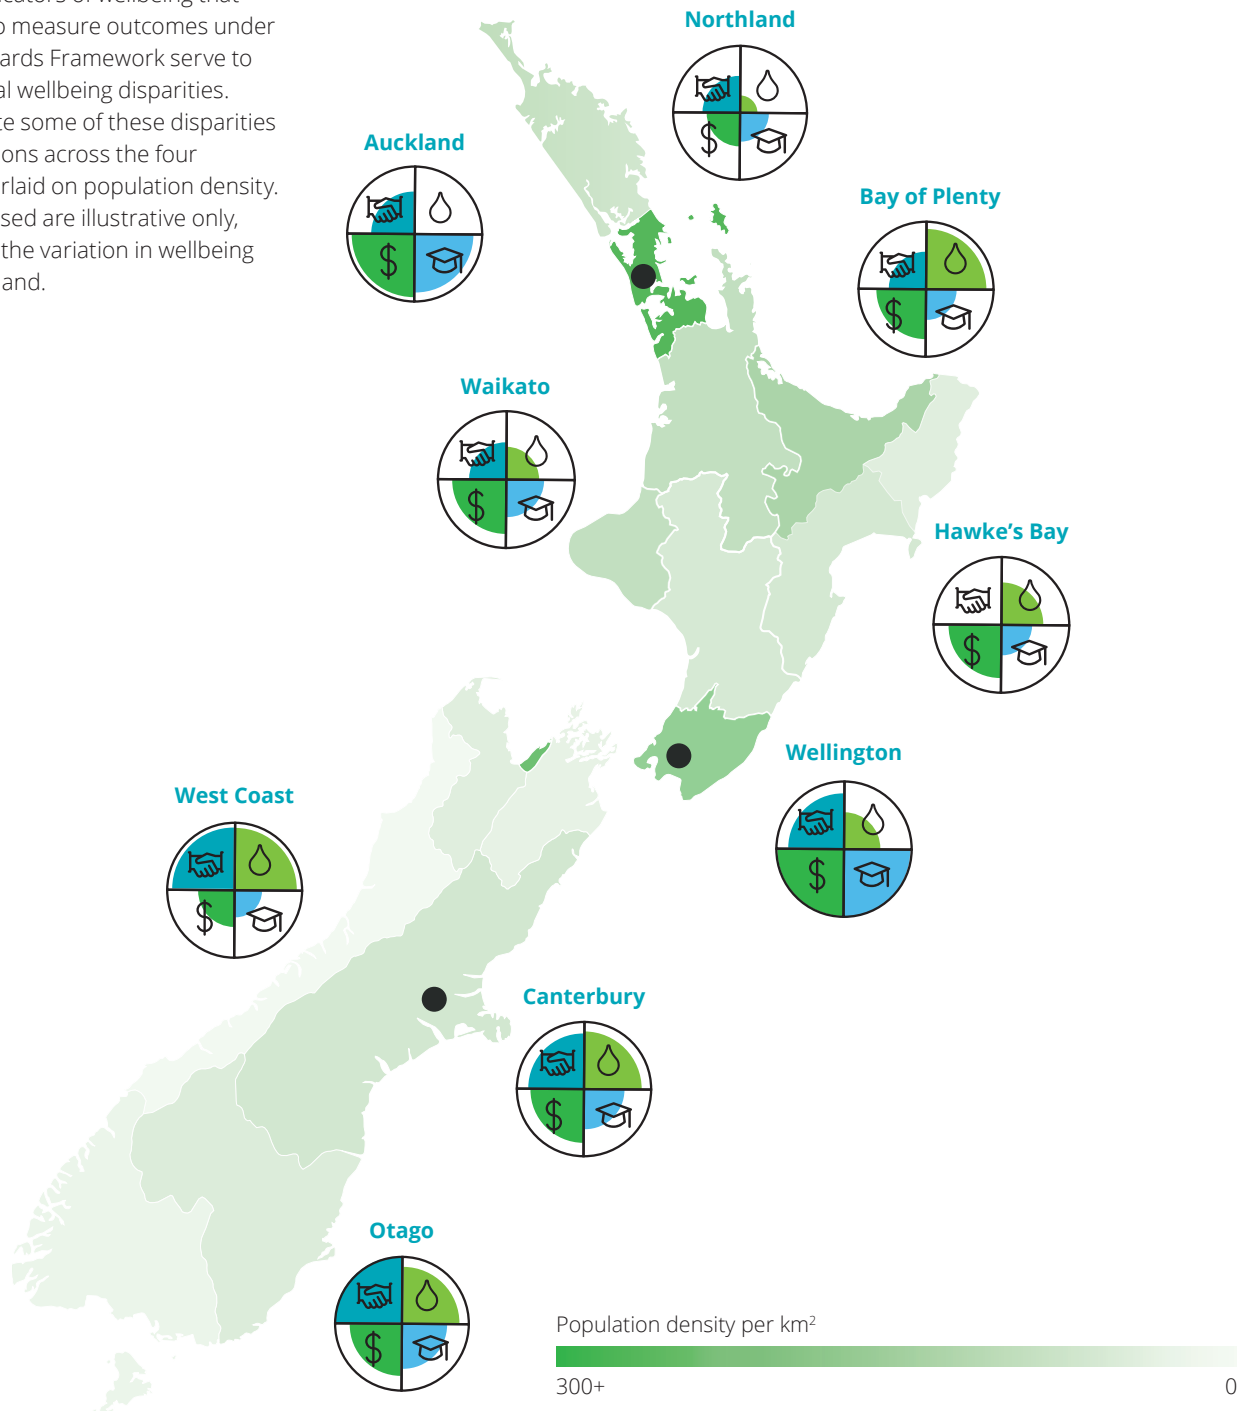 measure outcomes under
ards Framework serve to
wellbeing disparities.
some of these disparities
across the four
rlaid on population density.
sed are illustrative only,
the variation in wellbeing
and.
Northland
Auckland
Bay of Plenty
Waikato
Hawke's Bay
Wellington
West Coast
Canterbury
Otago
$
$
$
$
$
$
$
$
$
Population density per km²
300+
0